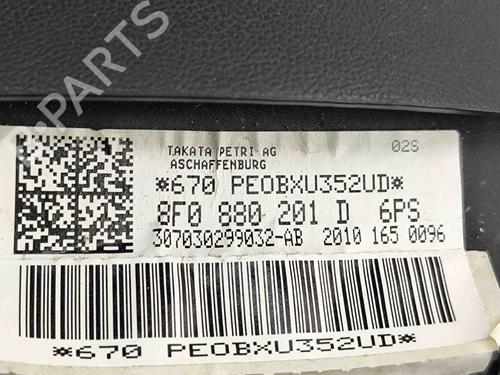 TAKATA PETRI AG 02S
ASCHAFFENBURG
*670 PEOBXU352UD*
8F0 880 201 D 6PS
307030299032-AB 2010 165 0096
*670 PEOBXU352UD*
B-Parts